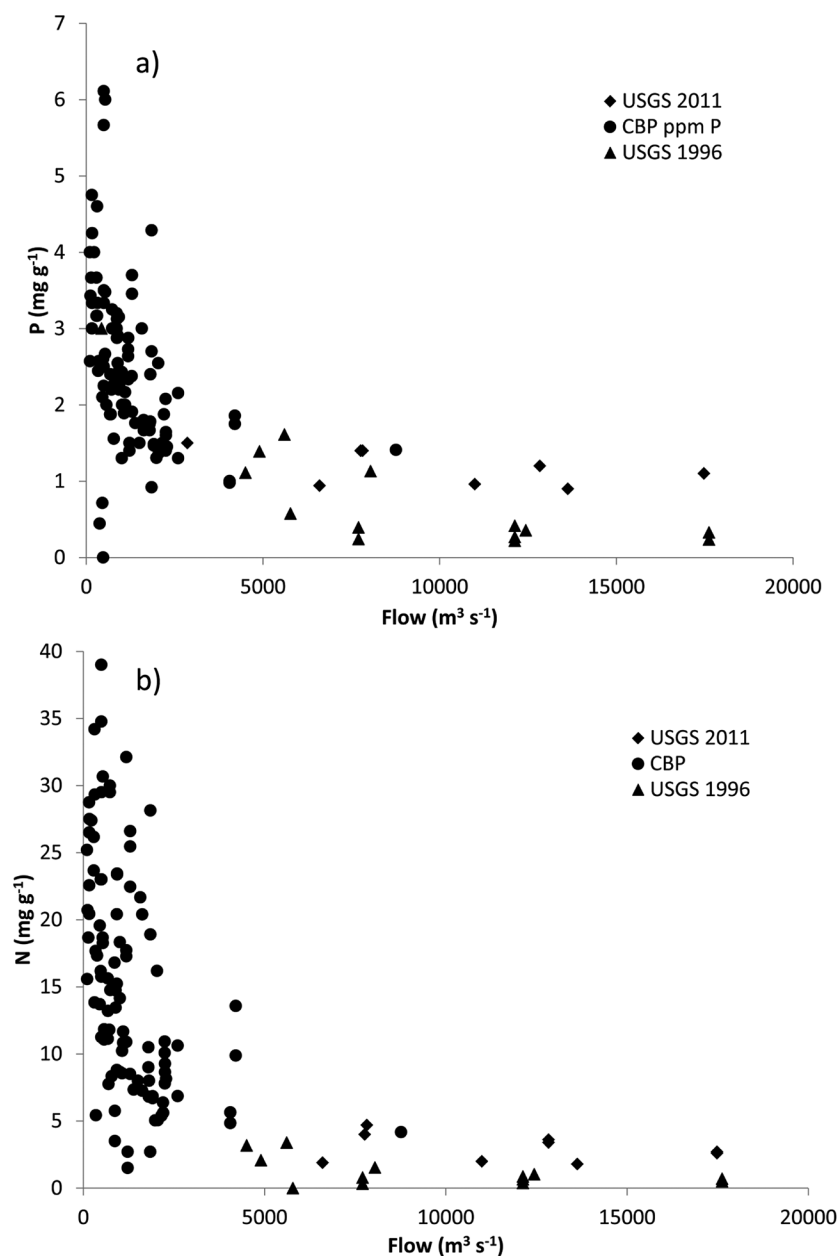 a)
7
6
5
4
3
2
1
0
P (mg g⁻¹)
USGS 2011
CBP ppm P
USGS 1996
0 5000 10000 15000 20000
Flow (m³ s⁻¹)
b)
40
35
30
25
20
15
10
5
0
N (mg g⁻¹)
USGS 2011
CBP
USGS 1996
0 5000 10000 15000 20000
Flow (m³ s⁻¹)